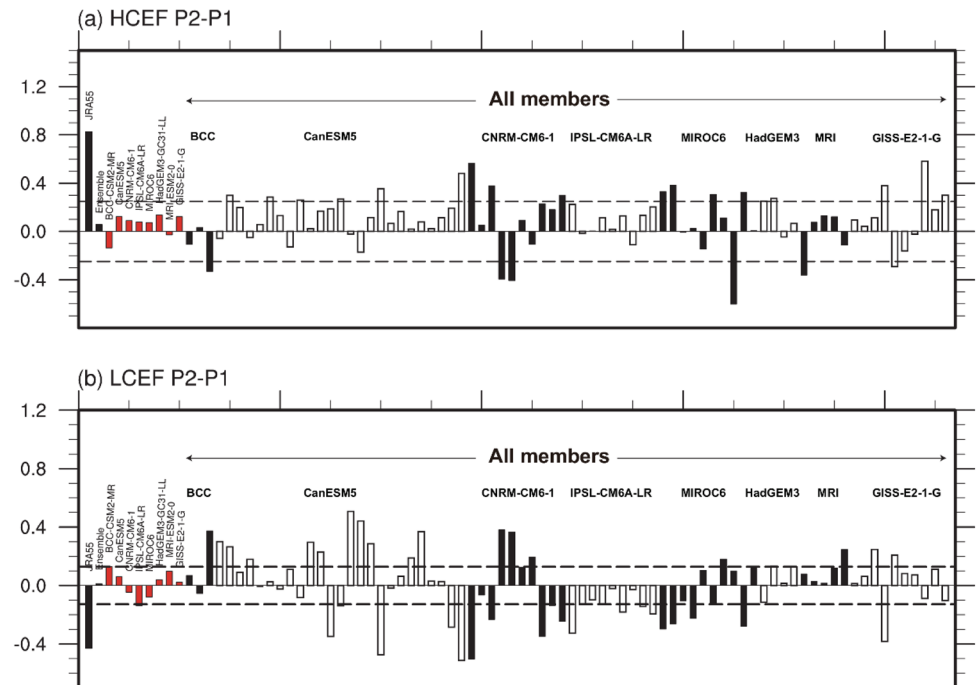 (a) HCEF P2-P1
1.2
0.8
0.4
0.0
-0.4
All members
JRA55
Ensemble
BCC-CSM2-MR
CanESM5
CNRM-CM6-1
IPSL-CM6A-LR
MIROC6
HadGEM3-GC31-LL
MRI-ESM2-0
GISS-E2-1-G
BCC CanESM5 CNRM-CM6-1 IPSL-CM6A-LR MIROC6 HadGEM3 MRI GISS-E2-1-G
(b) LCEF P2-P1
1.2
0.8
0.4
0.0
-0.4
All members
JRA55
Ensemble
BCC-CSM2-MR
CanESM5
CNRM-CM6-1
IPSL-CM6A-LR
MIROC6
HadGEM3-GC31-LL
MRI-ESM2-0
GISS-E2-1-G
BCC CanESM5 CNRM-CM6-1 IPSL-CM6A-LR MIROC6 HadGEM3 MRI GISS-E2-1-G